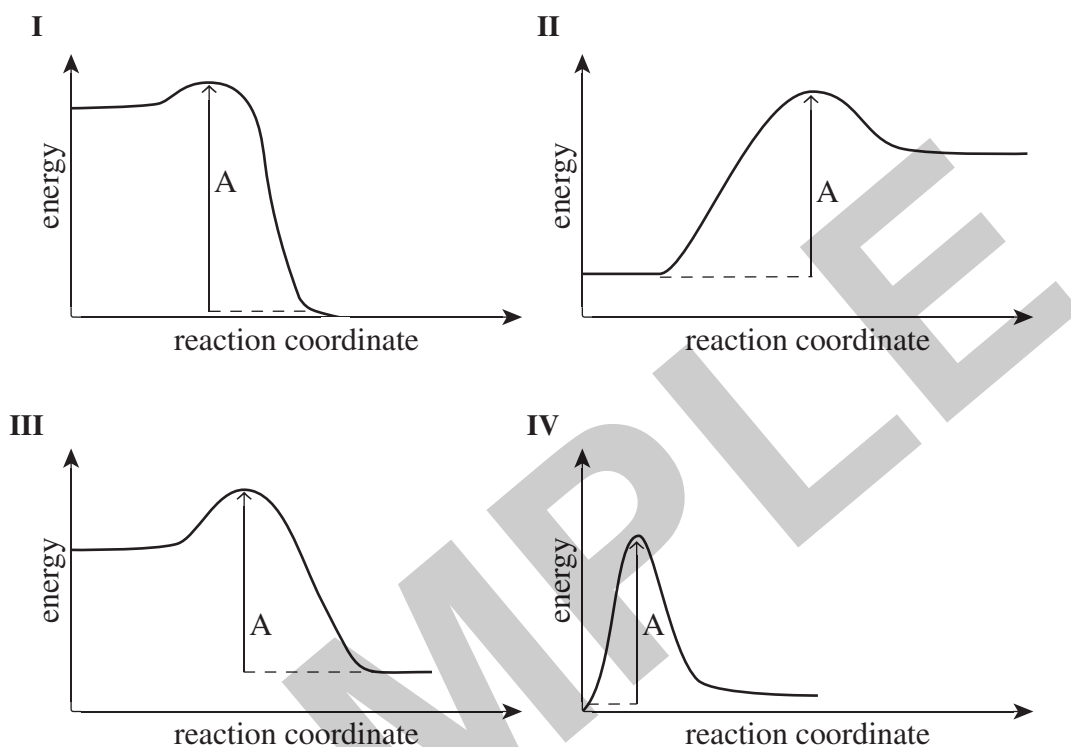 I
energy
A
reaction coordinate
II
energy
A
reaction coordinate
III
energy
A
reaction coordinate
IV
energy
A
reaction coordinate
MPLE